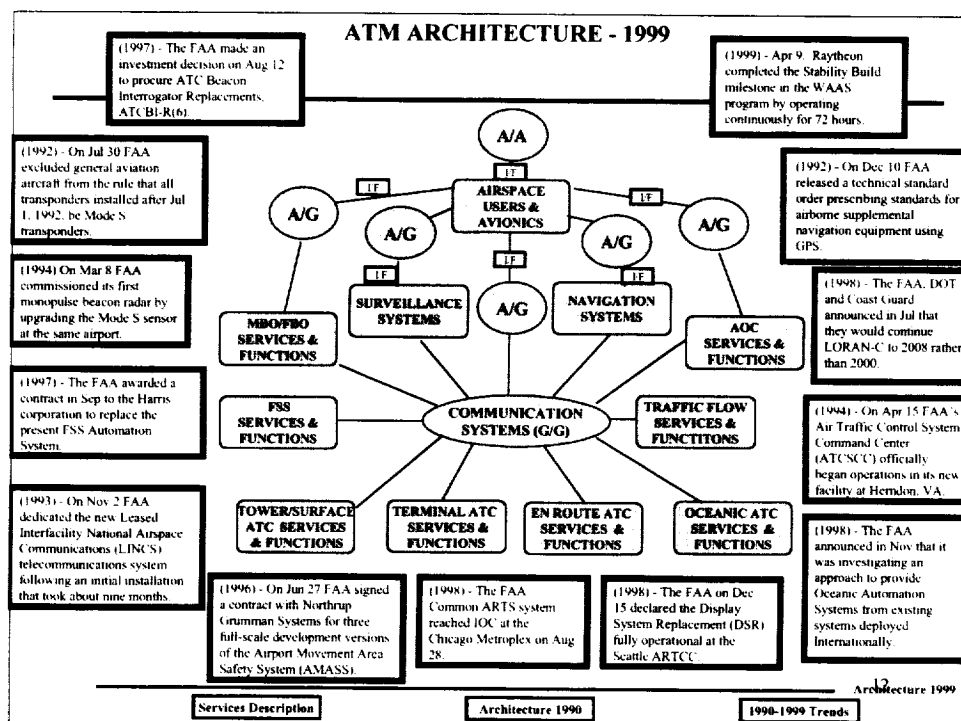 ATM ARCHITECTURE - 1999
(1997) - The FAA made an
investment decision on Aug 12
to procure ATC Beacon
Interrogator Replacements,
ATCBI-R(6).
(1999) - Apr 9. Raytheon
completed the Stability Build
milestone in the WAAS
program by operating
continuously for 72 hours.
(1992) - On Jul 30 FAA
excluded general aviation
aircraft from the rule that all
transponders installed after Jul
1, 1992, be Mode S
transponders.
(1992) - On Dec 10 FAA
released a technical standard
order prescribing standards for
airborne supplemental
navigation equipment using
GPS.
(1994) On Mar 8 FAA
commissioned its first
monopulse beacon radar by
upgrading the Mode S sensor
at the same airport.
(1998) - The FAA, DOT
and Coast Guard
announced in Jul that
they would continue
LORAN-C to 2008 rather
than 2000.
(1997) - The FAA awarded a
contract in Sep to the Harris
corporation to replace the
present FSS Automation
System.
(1994) - On Apr 15 FAA's
Air Traffic Control System
Command Center
(ATCSCC) officially
began operations in its new
facility at Herndon, VA.
(1993) - On Nov 2 FAA
dedicated the new Leased
Interfacility National Airspace
Communications (LINCS)
telecommunications system
following an initial installation
that took about nine months.
(1998) - The FAA
announced in Nov that it
was investigating an
approach to provide
Oceanic Automation
Systems from existing
systems deployed
Internationally.
A/A
I/F
AIRSPACE
USERS &
AVIONICS
I/F
I/F
A/G
A/G
A/G
A/G
I/F
I/F
I/F
A/G
SURVEILLANCE
SYSTEMS
NAVIGATION
SYSTEMS
MBO/FBO
SERVICES &
FUNCTIONS
AOC
SERVICES &
FUNCTIONS
FSS
SERVICES &
FUNCTIONS
COMMUNICATION
SYSTEMS (G/G)
TRAFFIC FLOW
SERVICES &
FUNCTITONS
TOWER/SURFACE
ATC SERVICES
& FUNCTIONS
TERMINAL ATC
SERVICES &
FUNCTIONS
EN ROUTE ATC
SERVICES &
FUNCTIONS
OCEANIC ATC
SERVICES &
FUNCTIONS
(1996) - On Jun 27 FAA signed
a contract with Northrup
Grumman Systems for three
full-scale development versions
of the Airport Movement Area
Safety System (AMASS).
(1998) - The FAA
Common ARTS system
reached IOC at the
Chicago Metroplex on Aug
28.
(1998) - The FAA on Dec
15 declared the Display
System Replacement (DSR)
fully operational at the
Seattle ARTCC.
12
Architecture 1999
Services Description
Architecture 1990
1990-1999 Trends